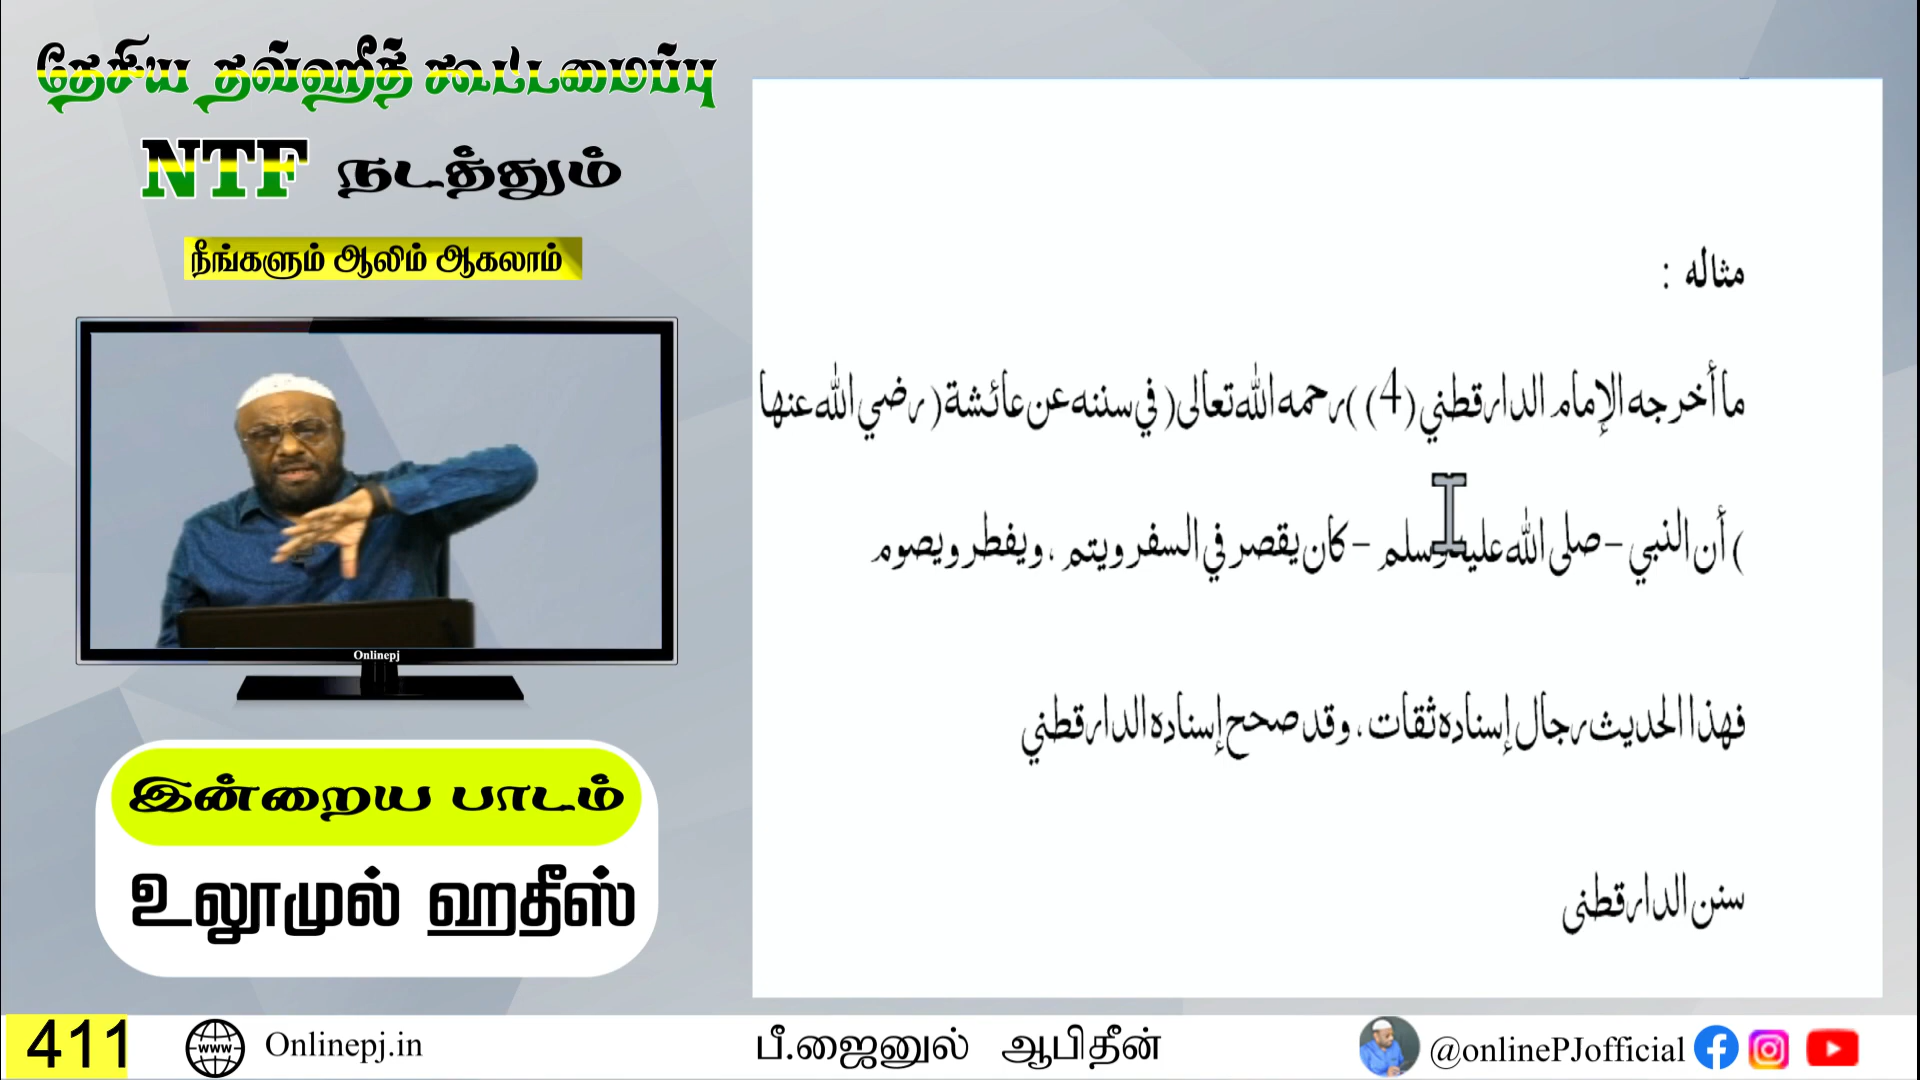 தேசிய தவ்ஹீத் கூட்டமைப்பு
NTF நடத்தும்
நீங்களும் ஆலிம் ஆகலாம்
Onlinepj
இன்றைய பாடம்
உலூமுல் ஹதீஸ்
مثاله :
ما أخرجه الإمام الدارقطني (4) )رحمه الله تعالى( في سننه عن عائشة( رضي الله عنها
) أن النبي - صلى الله عليه وسلم - كان يقصر في السفر ويتم ، ويفطر ويصوم
فهذا الحديث رجال إسناده ثقات ، وقد صحح إسناده الدارقطني
سنن الدارقطنى
411
www
Onlinepj.in
பீ.ஜைனுல் ஆபிதீன்
@onlinePJofficial